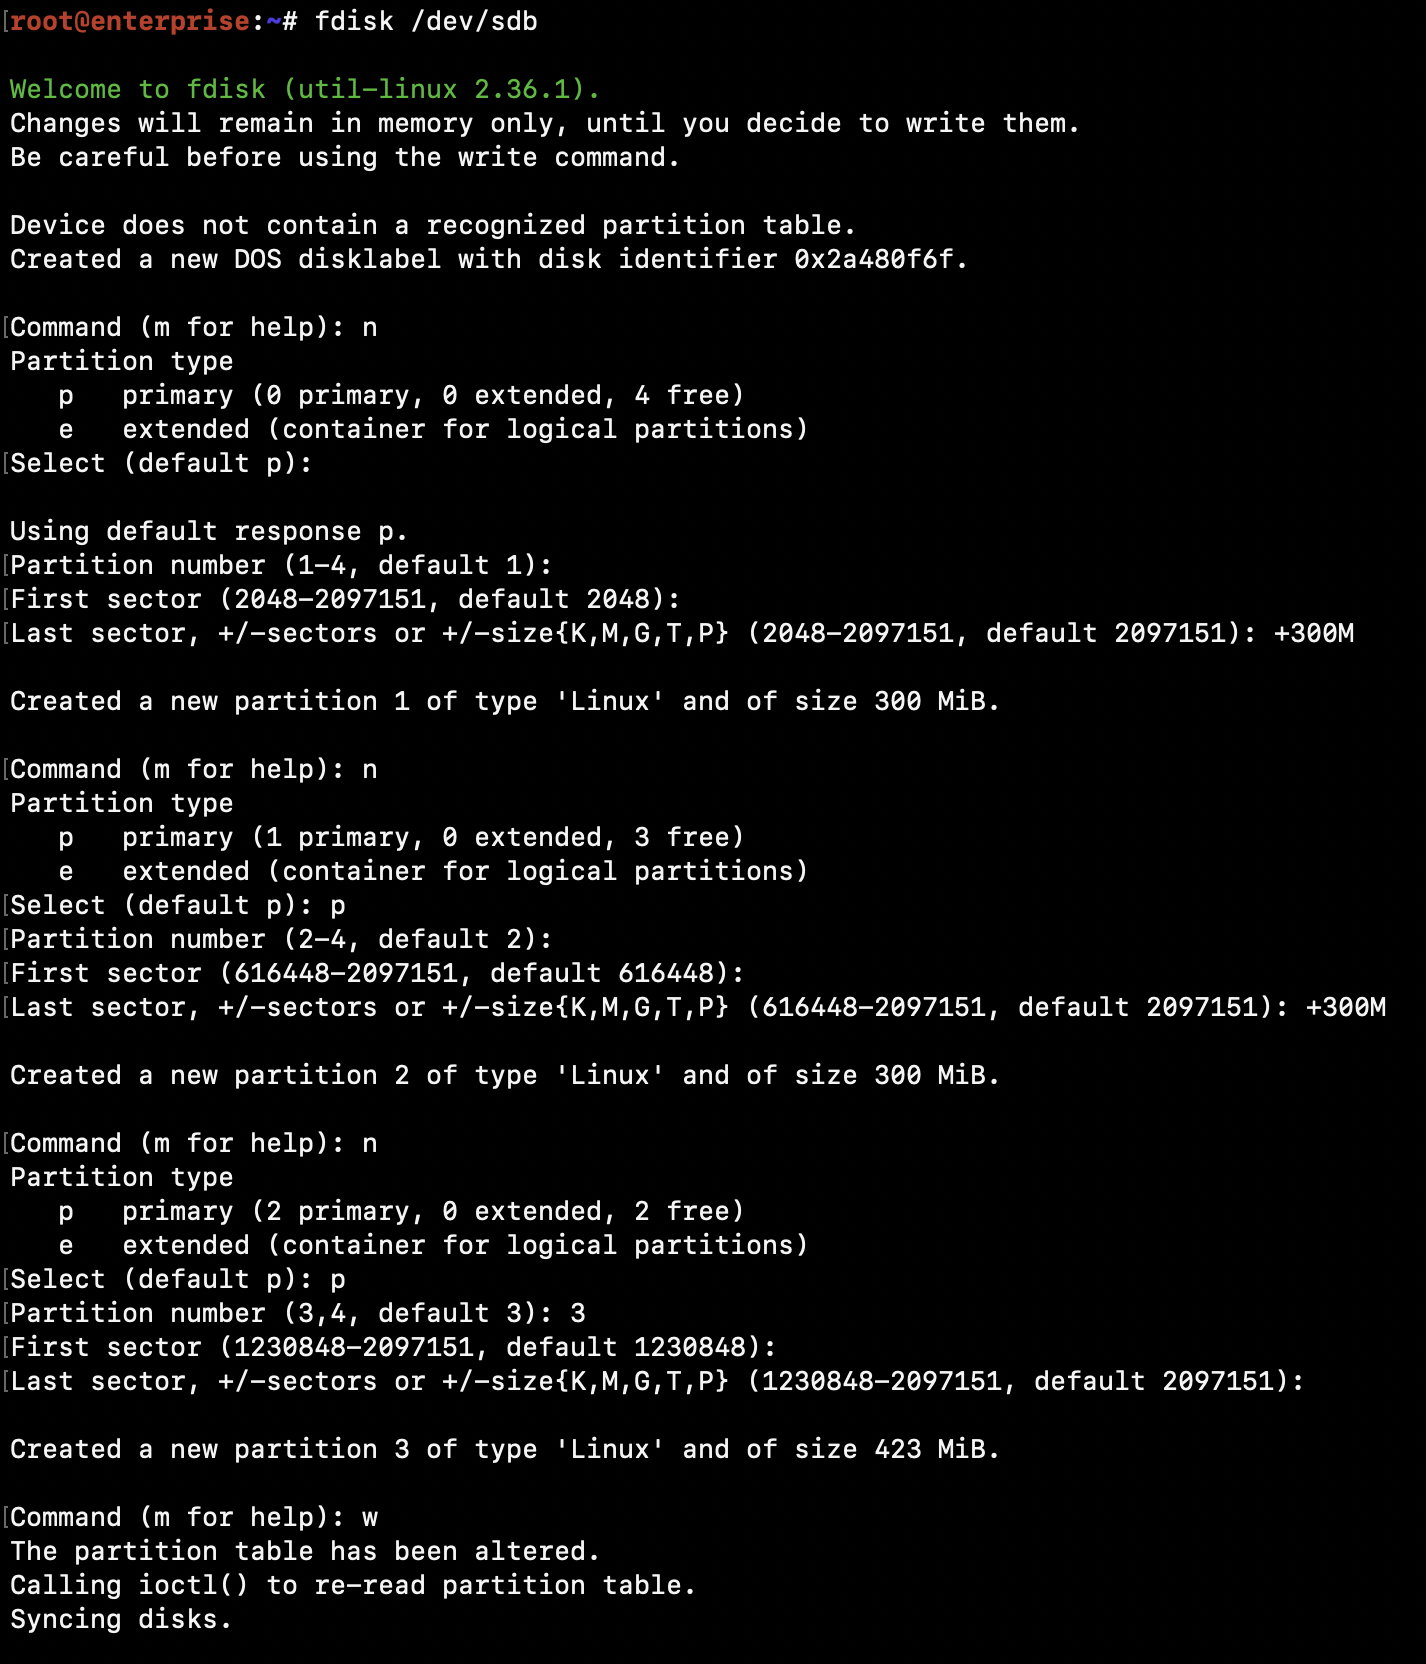 root@enterprise:~# fdisk /dev/sdb
Welcome to fdisk (util-linux 2.36.1).
Changes will remain in memory only, until you decide to write them.
Be careful before using the write command.
Device does not contain a recognized partition table.
Created a new DOS disklabel with disk identifier 0x2a480f6f.
Command (m for help): n
Partition type
   p   primary (0 primary, 0 extended, 4 free)
   e   extended (container for logical partitions)
Select (default p):
Using default response p.
Partition number (1-4, default 1):
First sector (2048-2097151, default 2048):
Last sector, +/-sectors or +/-size{K,M,G,T,P} (2048-2097151, default 2097151): +300M
Created a new partition 1 of type 'Linux' and of size 300 MiB.
Command (m for help): n
Partition type
   p   primary (1 primary, 0 extended, 3 free)
   e   extended (container for logical partitions)
Select (default p): p
Partition number (2-4, default 2):
First sector (616448-2097151, default 616448):
Last sector, +/-sectors or +/-size{K,M,G,T,P} (616448-2097151, default 2097151): +300M
Created a new partition 2 of type 'Linux' and of size 300 MiB.
Command (m for help): n
Partition type
   p   primary (2 primary, 0 extended, 2 free)
   e   extended (container for logical partitions)
Select (default p): p
Partition number (3,4, default 3): 3
First sector (1230848-2097151, default 1230848):
Last sector, +/-sectors or +/-size{K,M,G,T,P} (1230848-2097151, default 2097151):
Created a new partition 3 of type 'Linux' and of size 423 MiB.
Command (m for help): w
The partition table has been altered.
Calling ioctl() to re-read partition table.
Syncing disks.